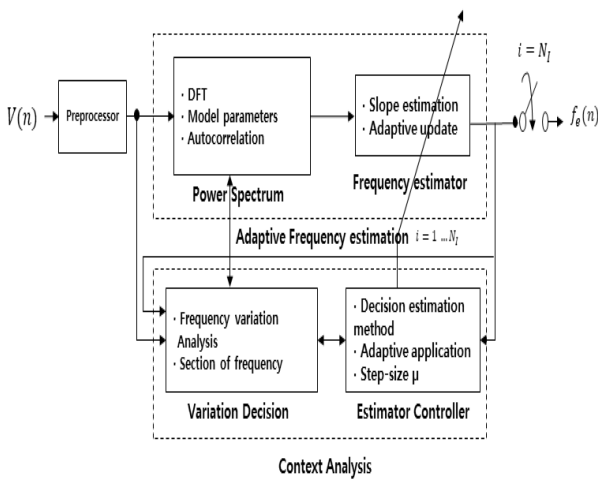 i = N_I
V(n)
Preprocessor
· DFT
· Model parameters
· Autocorrelation
Power Spectrum
· Slope estimation
· Adaptive update
Frequency estimator
f_e(n)
Adaptive Frequency estimation i = 1 ... N_I
· Frequency variation
Analysis
· Section of frequency
Variation Decision
· Decision estimation
method
· Adaptive application
· Step-size μ
Estimator Controller
Context Analysis